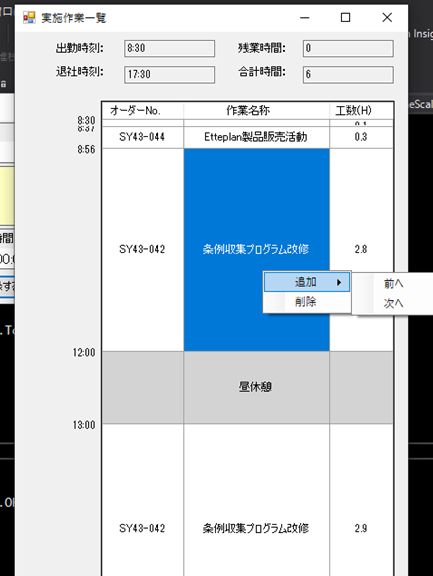 実施作業一覧
出勤時刻: 8:30 残業時間: 0
退社時刻: 17:30 合計時間: 6
オーダーNo. 作業名称 工数(H)
8:30
8:37
SY43-044 Etteplan製品販売活動 0.3
8:56
SY43-042 条例収集プログラム改修 2.8
追加 前へ
削除 次へ
12:00
昼休憩
13:00
SY43-042 条例収集プログラム改修 2.9